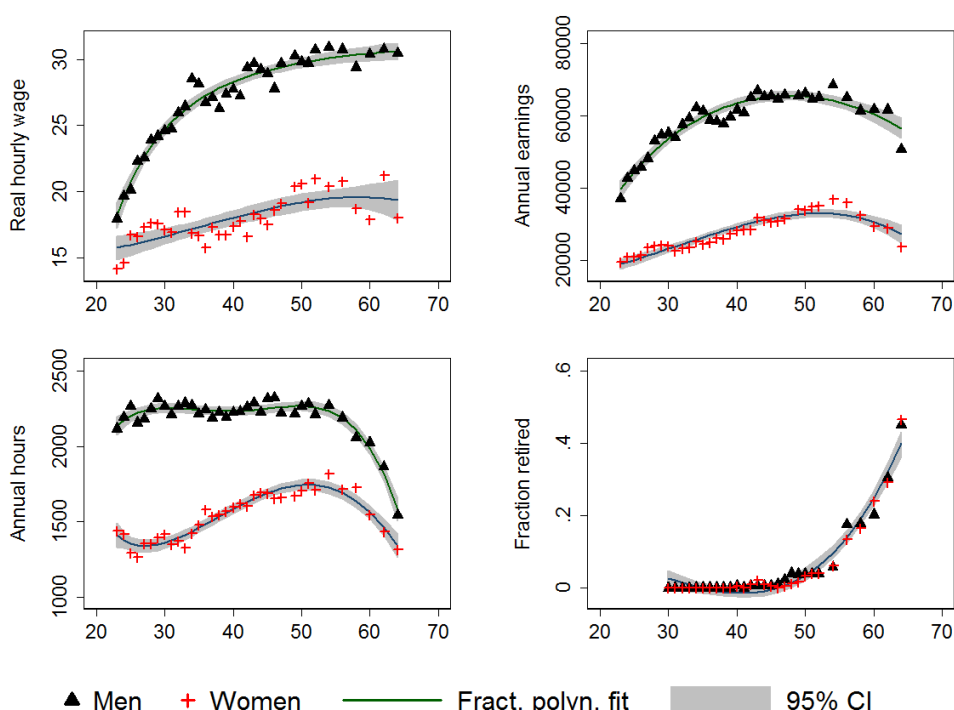 Real hourly wage
15 20 25 30
20 30 40 50 60 70
Annual earnings
20000 40000 60000 80000
20 30 40 50 60 70
Annual hours
1000 1500 2000 2500
20 30 40 50 60 70
Fraction retired
0 .2 .4 .6
20 30 40 50 60 70
Men Women Fract. polyn. fit 95% CI